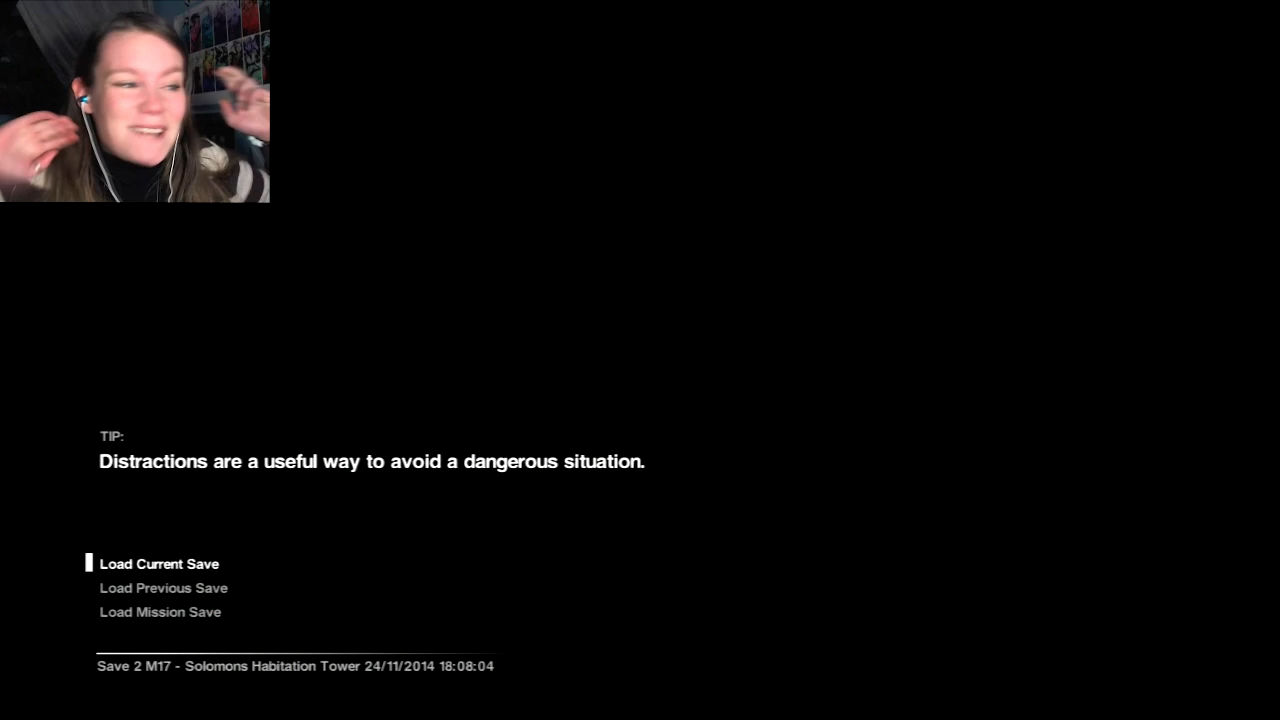 TIP:
Distractions are a useful way to avoid a dangerous situation.
Load Current Save
Load Previous Save
Load Mission Save
Save 2 M17 - Solomons Habitation Tower 24/11/2014 18:08:04